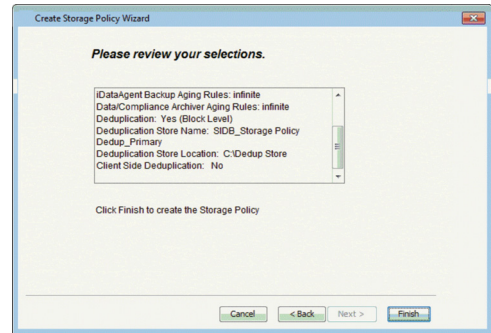 Create Storage Policy Wizard
Please review your selections.
iDataAgent Backup Aging Rules: infinite
Data/Compliance Archiver Aging Rules: infinite
Deduplication: Yes (Block Level)
Deduplication Store Name: SIDB_Storage Policy
Dedup_Primary
Deduplication Store Location: C:\Dedup Store
Client Side Deduplication: No
Click Finish to create the Storage Policy
Cancel < Back Next > Finish